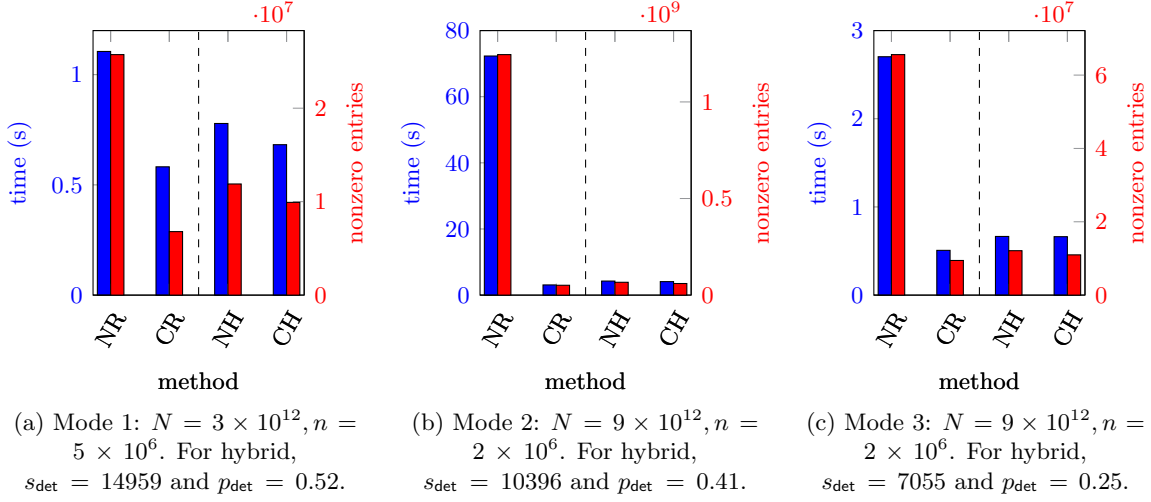 ·10^7
1
0.5
0
time (s)
2
1
0
nonzero entries
NR CR NH CH
method
(a) Mode 1: N = 3 × 10^12, n =
5 × 10^6. For hybrid,
s_det = 14959 and p_det = 0.52.
·10^9
80
60
40
20
0
time (s)
1
0.5
0
nonzero entries
NR CR NH CH
method
(b) Mode 2: N = 9 × 10^12, n =
2 × 10^6. For hybrid,
s_det = 10396 and p_det = 0.41.
·10^7
3
2
1
0
time (s)
6
4
2
0
nonzero entries
NR CR NH CH
method
(c) Mode 3: N = 9 × 10^12, n =
2 × 10^6. For hybrid,
s_det = 7055 and p_det = 0.25.